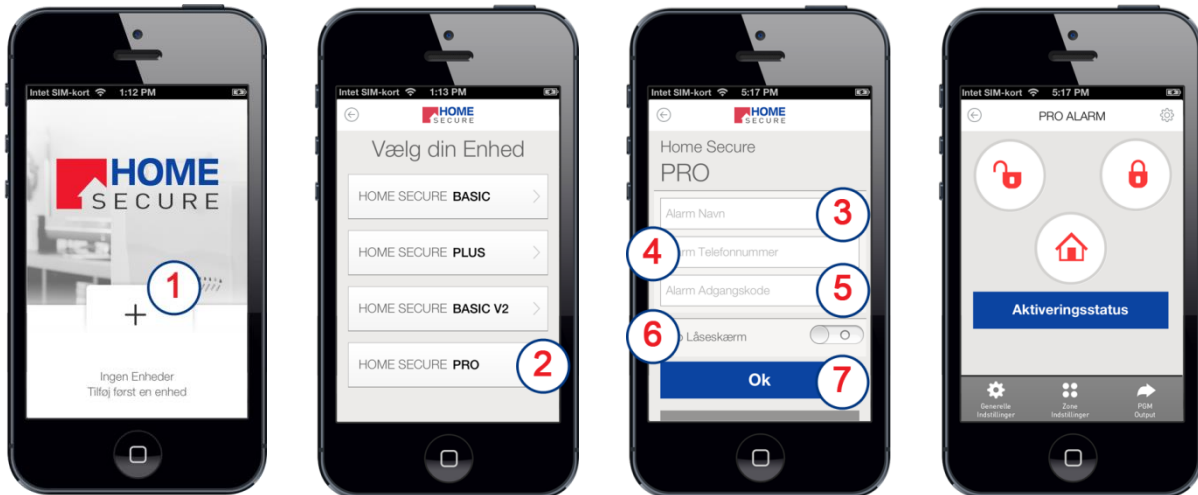 Intet SIM-kort 1:12 PM
HOME
SECURE
1
+
Ingen Enheder
Tilføj først en enhed
Intet SIM-kort 1:13 PM
HOME
SECURE
Vælg din Enhed
HOME SECURE BASIC
HOME SECURE PLUS
HOME SECURE BASIC V2
HOME SECURE PRO 2
Intet SIM-kort 5:17 PM
HOME
SECURE
Home Secure
PRO
Alarm Navn 3
4 Telefonnummer
Alarm Adgangskode 5
6 Låseskærm
Ok 7
Intet SIM-kort 5:17 PM
PRO ALARM
Aktiveringsstatus
Generelle
Indstillinger
Zone
Indstillinger
PGM
Output